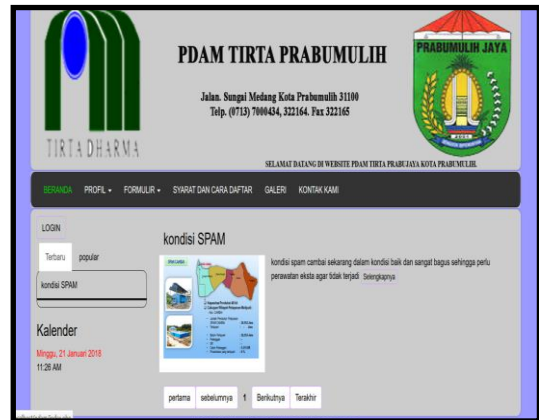 PDAM TIRTA PRABUMULIH
PRABUMULIH JAYA
Jalan. Sungai Medang Kota Prabumulih 31100
Telp. (0713) 7000434, 322164. Fax 322165
TIRTA DHARMA
SELAMAT DATANG DI WEBSITE PDAM TIRTA PRABUJAYA KOTA PRABUMULIH.
BERANDA PROFIL FORMULIR SYARAT DAN CARA DAFTAR GALERI KONTAK KAMI
LOGIN
Terbaru popular
kondisi SPAM
Kalender
Minggu, 21 Januari 2018
11:26 AM
kondisi SPAM
kondisi spam cambai sekarang dalam kondisi baik dan sangat bagus sehingga perlu
perawatan eksta agar tidak terjadi Selengkapnya
pertama sebelumnya 1 Berikutnya Terakhir